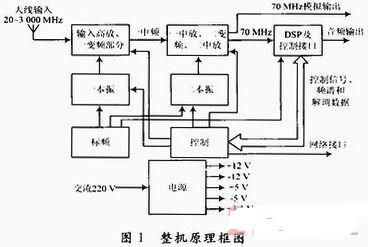 70 MHz模拟输出
天线输入
20~3 000 MHz
输入高放、
一变频部分
一中频
一中放、二变
频、二中放
70 MHz
DSP及
控制接口
音频输出
一本振
二本振
控制信号、
频谱和
解调数据
标频
控制
网络接口
交流220 V
电源
+12 V
-12 V
+5 V
-5 V
图 1 整机原理框图